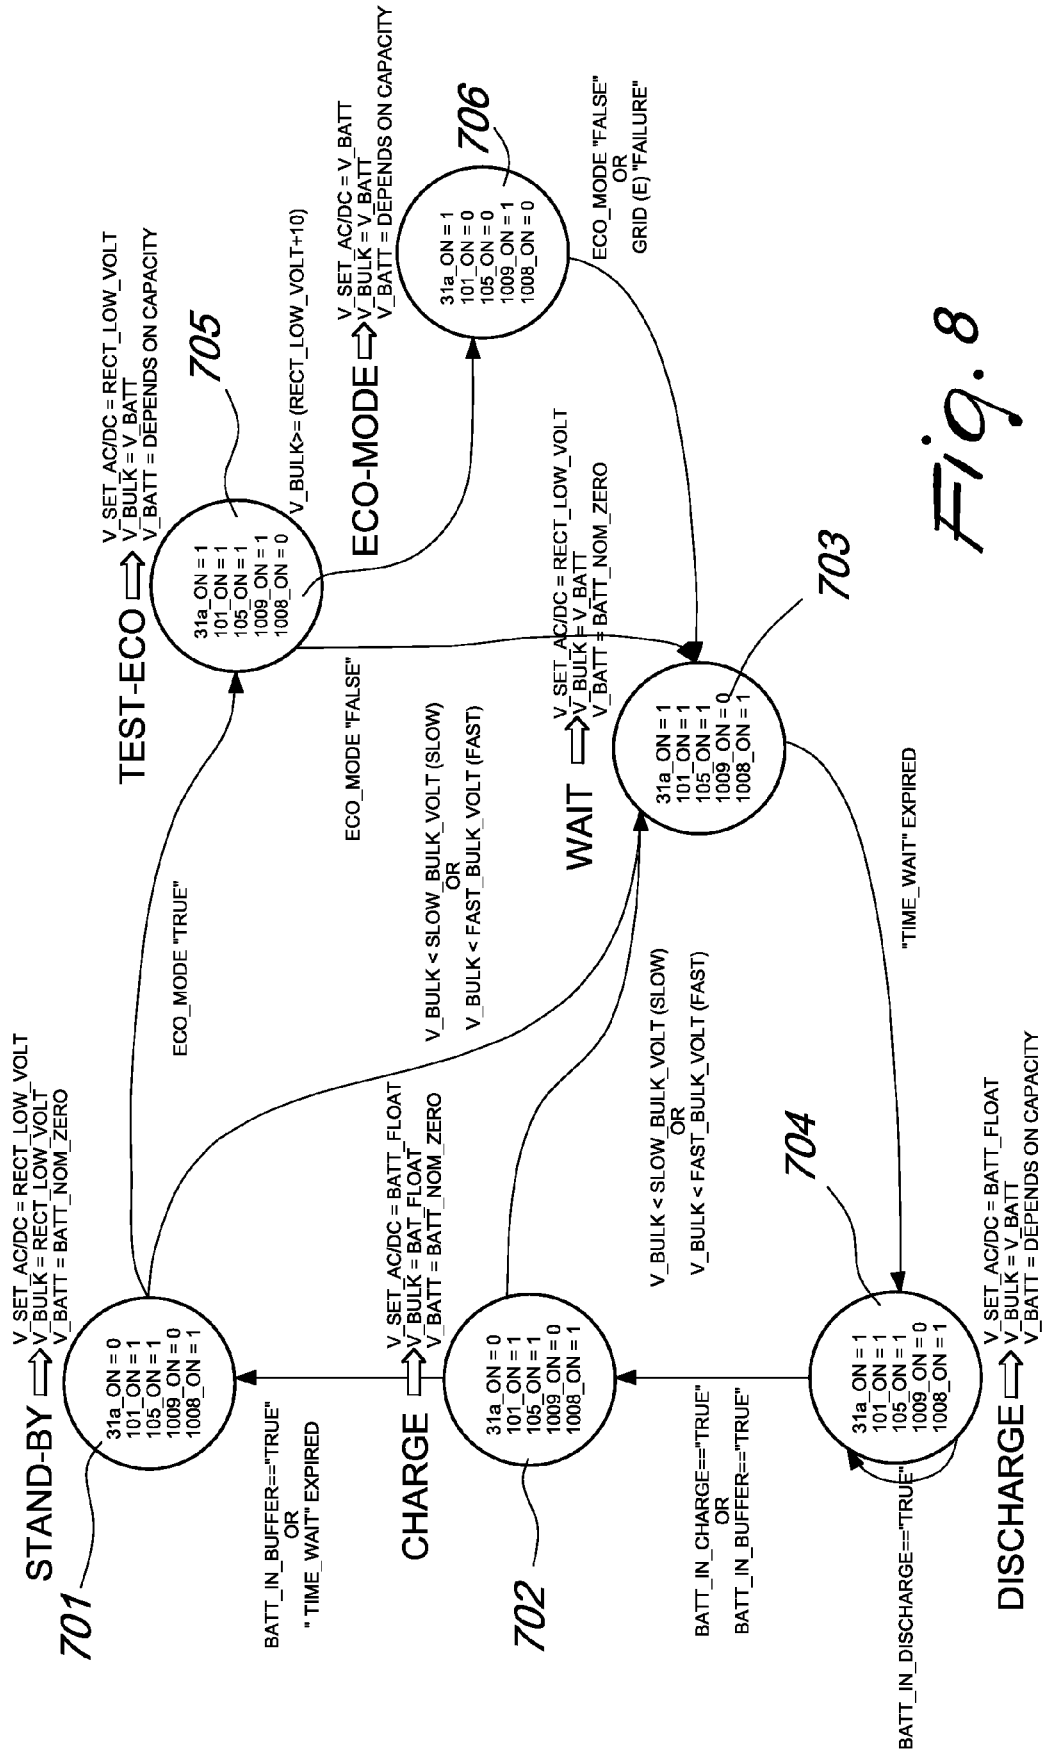 STAND-BY
V_SET_AC/DC = RECT_LOW_VOLT
V_BULK = RECT_LOW_VOLT
V_BATT = BATT_NOM_ZERO
701
31a_ON = 0
101_ON = 1
105_ON = 1
1009_ON = 0
1008_ON = 1
ECO_MODE "TRUE"
TEST-ECO
V_SET_AC/DC = RECT_LOW_VOLT
V_BULK = V_BATT
V_BATT = DEPENDS ON CAPACITY
705
31a_ON = 1
101_ON = 1
105_ON = 1
1009_ON = 1
1008_ON = 0
V_BULK>= (RECT_LOW_VOLT+10)
ECO_MODE "FALSE"
ECO-MODE
V_SET_AC/DC = V_BATT
V_BULK = V_BATT
V_BATT = DEPENDS ON CAPACITY
706
31a_ON = 1
101_ON = 0
105_ON = 0
1009_ON = 1
1008_ON = 0
ECO_MODE "FALSE"
OR
GRID (E) "FAILURE"
BATT_IN_BUFFER=="TRUE"
OR
" TIME_WAIT" EXPIRED
V_BULK < SLOW_BULK_VOLT (SLOW)
OR
V_BULK < FAST_BULK_VOLT (FAST)
CHARGE
V_SET_AC/DC = BATT_FLOAT
V_BULK = BAT_FLOAT
V_BATT = BATT_NOM_ZERO
702
31a_ON = 0
101_ON = 1
105_ON = 1
1009_ON = 0
1008_ON = 1
WAIT
V_SET_AC/DC = RECT_LOW_VOLT
V_BULK = V_BATT
V_BATT = BATT_NOM_ZERO
703
31a_ON = 1
101_ON = 1
105_ON = 1
1009_ON = 0
1008_ON = 1
V_BULK < SLOW_BULK_VOLT (SLOW)
OR
V_BULK < FAST_BULK_VOLT (FAST)
BATT_IN_CHARGE=="TRUE"
OR
BATT_IN_BUFFER=="TRUE"
"TIME_WAIT" EXPIRED
704
31a_ON = 1
101_ON = 1
105_ON = 1
1009_ON = 0
1008_ON = 1
BATT_IN_DISCHARGE=="TRUE"
DISCHARGE
V_SET_AC/DC = BATT_FLOAT
V_BULK = V_BATT
V_BATT = DEPENDS ON CAPACITY
Fig. 8